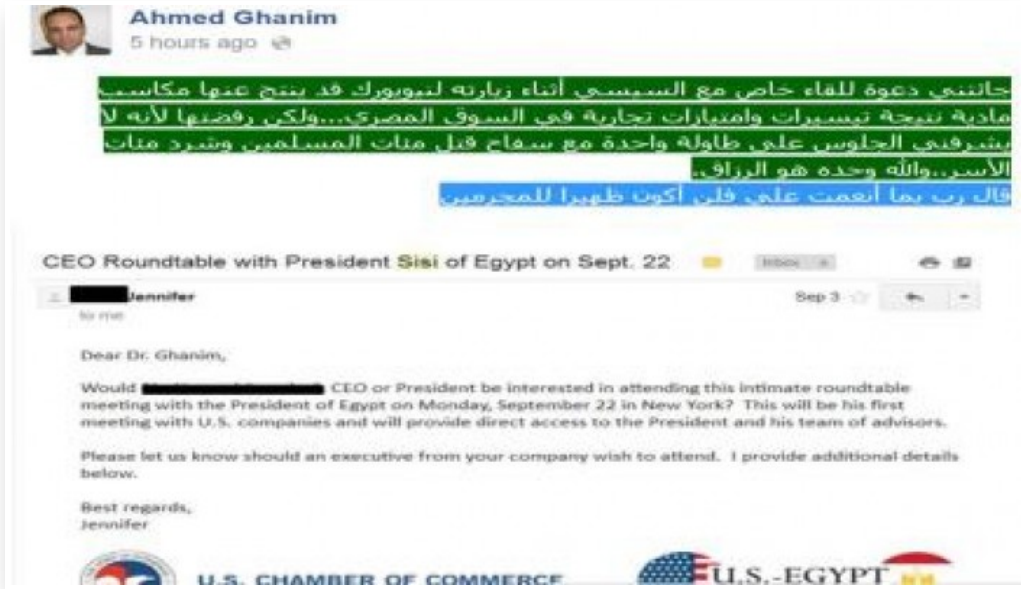 Ahmed Ghanim
5 hours ago
جائتني دعوة للقاء خاص مع السيسي أثناء زيارته لنيويورك قد ينتج عنها مكاسب
مادية نتيجة تيسيرات وامتيازات تجارية في السوق المصري...ولكن رفضتها لأنه لا
يشرفني الجلوس على طاولة واحدة مع سفاح قتل مئات المسلمين وشرد مئات
الأسر..والله وحده هو الرزاق..
قال رب بما أنعمت علي فلن أكون ظهيرا للمجرمين
CEO Roundtable with President Sisi of Egypt on Sept. 22 Inbox x
Jennifer Sep 3
to me
Dear Dr. Ghanim,
Would CEO or President be interested in attending this intimate roundtable
meeting with the President of Egypt on Monday, September 22 in New York? This will be his first
meeting with U.S. companies and will provide direct access to the President and his team of advisors.
Please let us know should an executive from your company wish to attend. I provide additional details
below.
Best regards,
Jennifer
U.S. CHAMBER OF COMMERCE U.S.-EGYPT